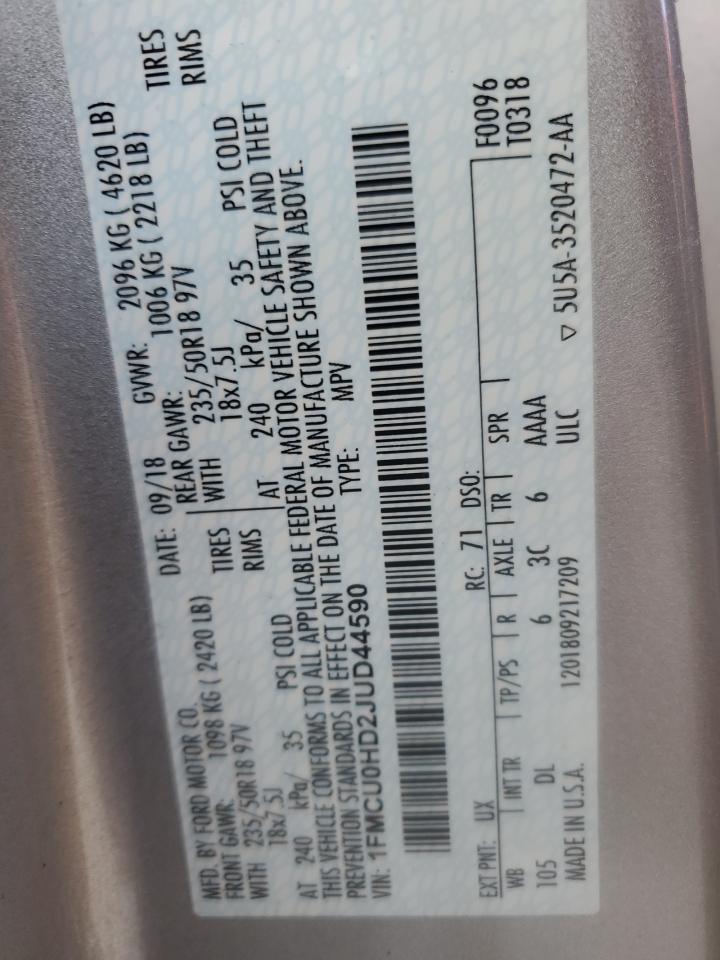 MFD. BY FORD MOTOR CO.
DATE: 09/18 GVWR: 2096 KG ( 4620 LB)
FRONT GAWR: 1098 KG ( 2420 LB) REAR GAWR: 1006 KG ( 2218 LB)
WITH 235/50R18 97V TIRES WITH 235/50R18 97V TIRES
18x7.5J RIMS 18x7.5J RIMS
AT 240 kPa/ 35 PSI COLD AT 240 kPa/ 35 PSI COLD
THIS VEHICLE CONFORMS TO ALL APPLICABLE FEDERAL MOTOR VEHICLE SAFETY AND THEFT
PREVENTION STANDARDS IN EFFECT ON THE DATE OF MANUFACTURE SHOWN ABOVE.
VIN: 1FMCU0HD2JUD44590 TYPE: MPV
F0096
T0318
EXT PNT: UX RC: 71 DSO:
WB INT TR TP/PS R AXLE TR SPR
105 DL 6 3C 6 AAAA
ULC
MADE IN U.S.A. 1201809217209 ▽ 5U5A-3520472-AA